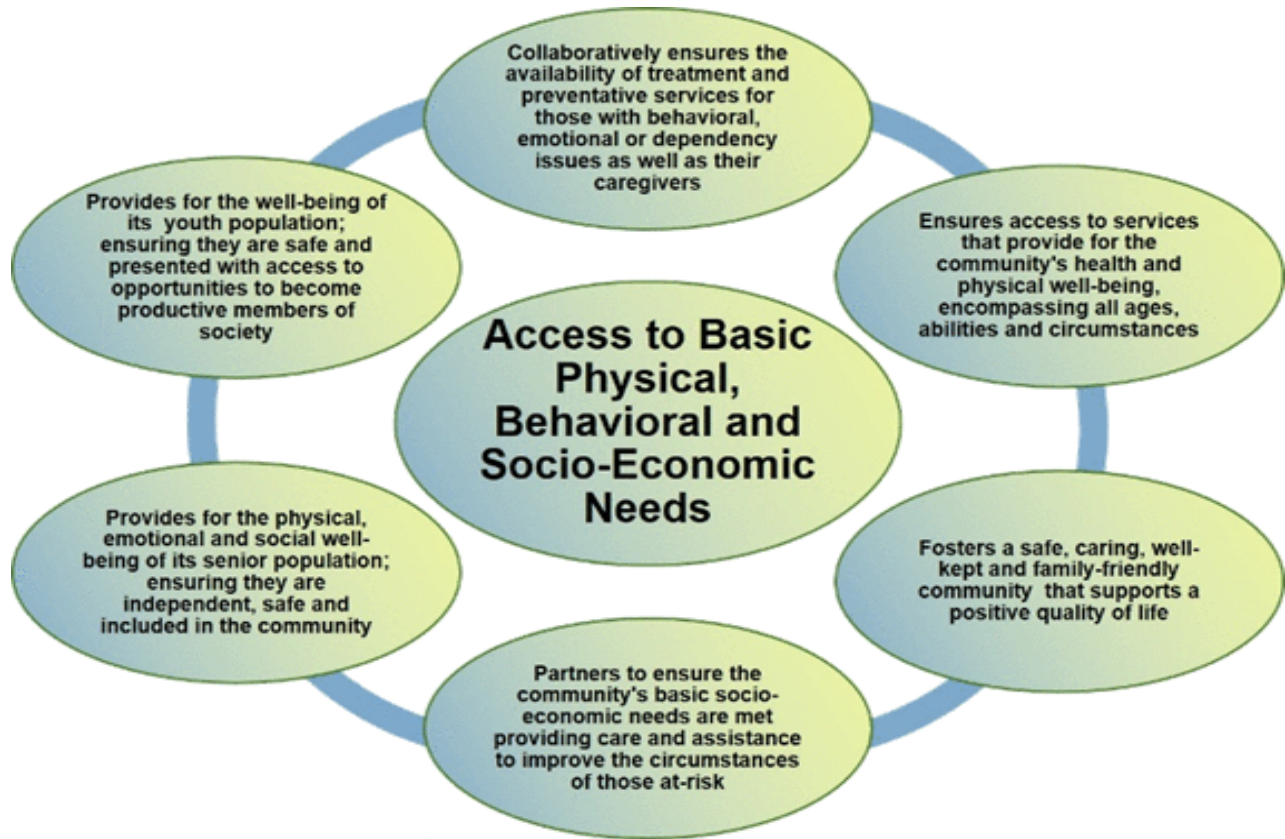 Collaboratively ensures the
availability of treatment and
preventative services for
those with behavioral,
emotional or dependency
issues as well as their
caregivers
Ensures access to services
that provide for the
community's health and
physical well-being,
encompassing all ages,
abilities and circumstances
Fosters a safe, caring, well-
kept and family-friendly
community that supports a
positive quality of life
Partners to ensure the
community's basic socio-
economic needs are met
providing care and assistance
to improve the circumstances
of those at-risk
Provides for the physical,
emotional and social well-
being of its senior population;
ensuring they are
independent, safe and
included in the community
Provides for the well-being of
its youth population;
ensuring they are safe and
presented with access to
opportunities to become
productive members of
society
Access to Basic
Physical,
Behavioral and
Socio-Economic
Needs